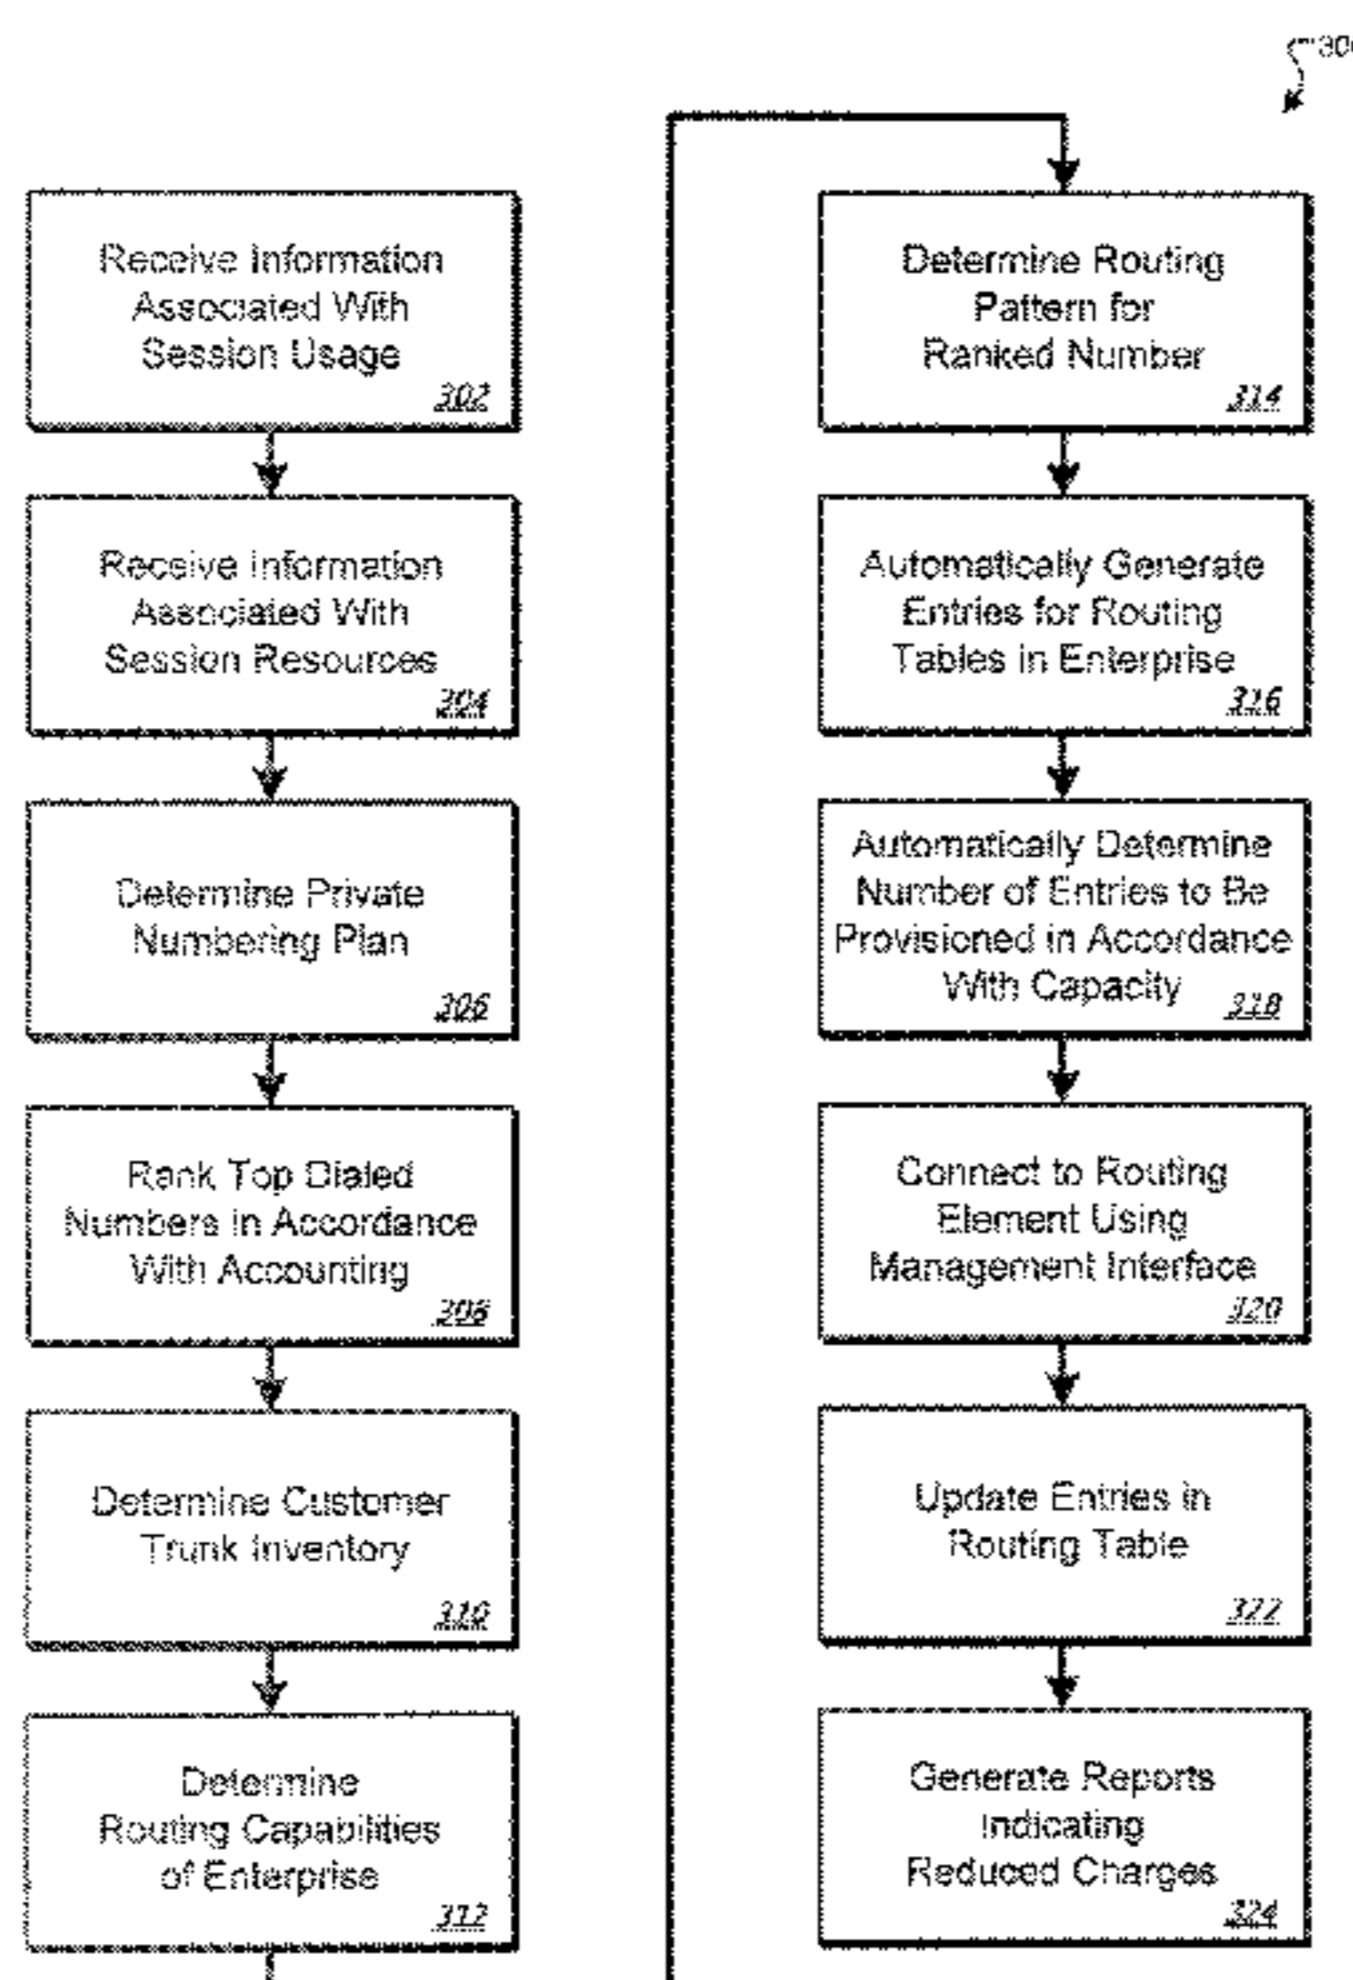 Receive Information
Associated With
Session Usage
302
Receive Information
Associated With
Session Resources
304
Determine Private
Numbering Plan
306
Rank Top Dialed
Numbers in Accordance
With Accounting
308
Determine Customer
Trunk Inventory
310
Determine
Routing Capabilities
of Enterprise
312
Determine Routing
Pattern for
Ranked Number
314
Automatically Generate
Entries for Routing
Tables in Enterprise
316
Automatically Determine
Number of Entries to Be
Provisioned in Accordance
With Capacity
318
Connect to Routing
Element Using
Management Interface
320
Update Entries in
Routing Table
322
Generate Reports
Indicating
Reduced Charges
324